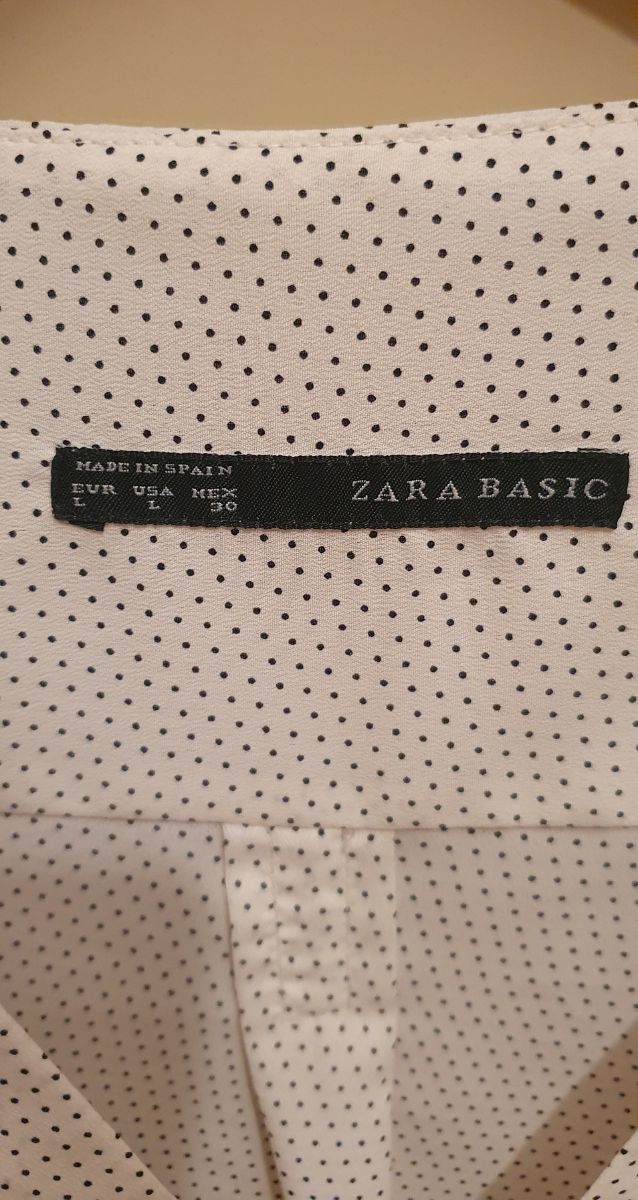 MADE IN SPAIN
EUR USA MEX
L L 30
ZARA BASIC